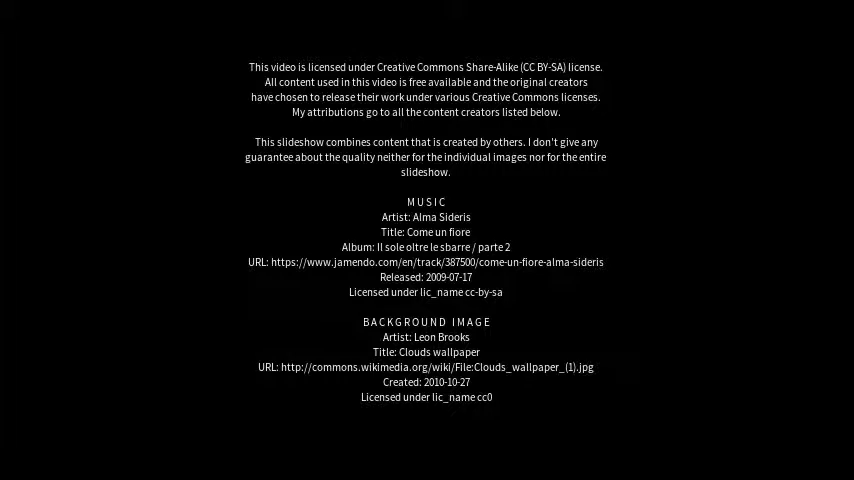 This video is licensed under Creative Commons Share-Alike (CC BY-SA) license.
All content used in this video is free available and the original creators
have chosen to release their work under various Creative Commons licenses.
My attributions go to all the content creators listed below.
This slideshow combines content that is created by others. I don't give any
guarantee about the quality neither for the individual images nor for the entire
slideshow.
MUSIC
Artist: Alma Sideris
Title: Come un fiore
Album: Il sole oltre le sbarre / parte 2
URL: https://www.jamendo.com/en/track/387500/come-un-fiore-alma-sideris
Released: 2009-07-17
Licensed under lic_name cc-by-sa
BACKGROUND IMAGE
Artist: Leon Brooks
Title: Clouds wallpaper
URL: http://commons.wikimedia.org/wiki/File:Clouds_wallpaper_(1).jpg
Created: 2010-10-27
Licensed under lic_name cc0